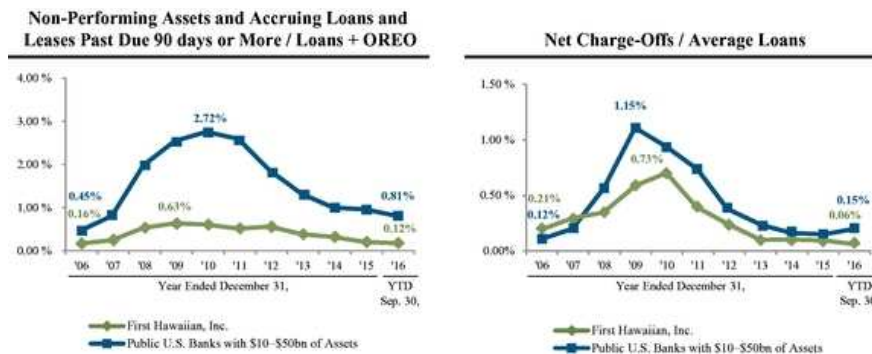 Non-Performing Assets and Accruing Loans and
Leases Past Due 90 days or More / Loans + OREO
4.00 %
3.00 %
2.00 %
1.00 %
0.00 %
0.45%
0.16%
0.63%
2.72%
0.81%
0.12%
'06 '07 '08 '09 '10 '11 '12 '13 '14 '15 '16
Year Ended December 31, YTD
Sep. 30,
First Hawaiian, Inc.
Public U.S. Banks with $10–$50bn of Assets
Net Charge-Offs / Average Loans
1.50 %
1.00 %
0.50 %
0.00%
0.21%
0.12%
1.15%
0.73%
0.15%
0.06%
'06 '07 '08 '09 '10 '11 '12 '13 '14 '15 '16
Year Ended December 31, YTD
Sep. 30
First Hawaiian, Inc.
Public U.S. Banks with $10–$50bn of Assets